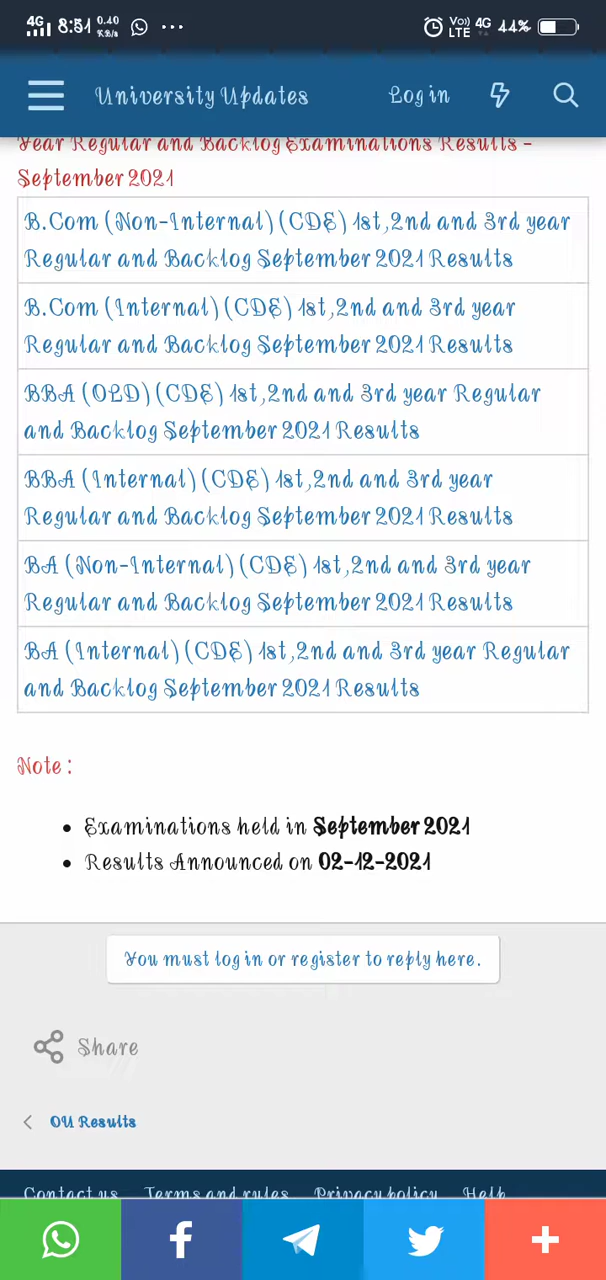 4G 8:51 0.40 KB/s ... Vo) LTE 4G 44%
University Updates Log in
Year Regular and Backlog Examinations Results -
September 2021
B.Com (Non-Internal) (CDE) 1st,2nd and 3rd year
Regular and Backlog September 2021 Results
B.Com (Internal) (CDE) 1st,2nd and 3rd year
Regular and Backlog September 2021 Results
BBA (OLD) (CDE) 1st,2nd and 3rd year Regular
and Backlog September 2021 Results
BBA (Internal) (CDE) 1st,2nd and 3rd year
Regular and Backlog September 2021 Results
BA (Non-Internal) (CDE) 1st,2nd and 3rd year
Regular and Backlog September 2021 Results
BA (Internal) (CDE) 1st,2nd and 3rd year Regular
and Backlog September 2021 Results
Note :
• Examinations held in September 2021
• Results Announced on 02-12-2021
You must log in or register to reply here.
Share
OU Results
Contact us Terms and rules Privacy policy Help